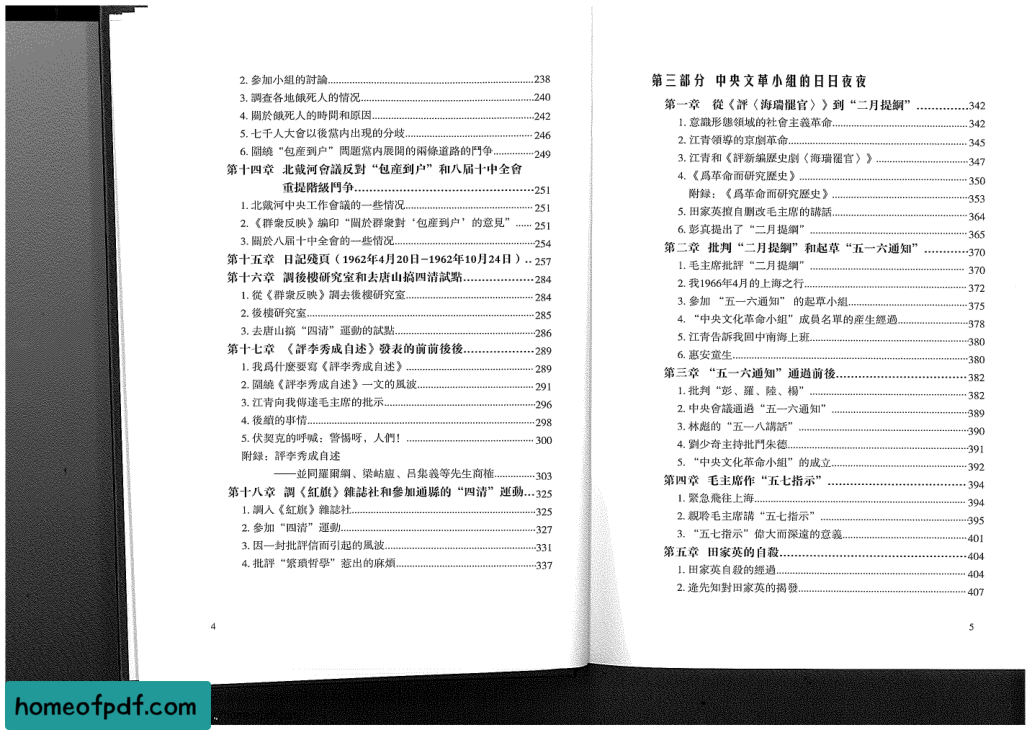 2. 參加小組的討論....................238
3. 調查各地餓死人的情况....................240
4. 關於餓死人的時間和原因....................242
5. 七千人大會以後黨内出現的分歧....................246
6. 圍繞“包産到户”問題黨内展開的兩條道路的鬥争....................249
第十四章 北戴河會議反對“包産到户”和八届十中全會
重提階級鬥争....................251
1. 北戴河中央工作會議的一些情况....................251
2. 《群衆反映》編印“關於群衆對‘包産到户’的意見”......251
3. 關於八届十中全會的一些情况....................254
第十五章 日記殘頁（1962年4月20日-1962年10月24日）..257
第十六章 調後樓研究室和去唐山搞四清試點....................284
1. 從《群衆反映》調去後樓研究室....................284
2. 後樓研究室....................285
3. 去唐山搞“四清”運動的試點....................286
第十七章 《評李秀成自述》發表的前前後後....................289
1. 我爲什麽要寫《評李秀成自述》....................289
2. 圍繞《評李秀成自述》一文的風波....................291
3. 江青向我傳達毛主席的批示....................296
4. 後續的事情....................298
5. 伏契克的呼喊：警惕呀，人們！....................300
附録：評李秀成自述
——並同羅爾綱、梁岵廬、吕集義等先生商榷............303
第十八章 調《紅旗》雜誌社和參加通縣的“四清”運動...325
1. 調入《紅旗》雜誌社....................325
2. 參加“四清”運動....................327
3. 因一封批評信而引起的風波....................331
4. 批評“繁瑣哲學”惹出的麻煩....................337
4
第三部分 中央文革小組的日日夜夜
第一章 從《評〈海瑞罷官〉》到“二月提綱”..............342
1. 意識形態領域的社會主義革命....................342
2. 江青領導的京劇革命....................345
3. 江青和《評新編歷史劇〈海瑞罷官〉》....................347
4. 《爲革命而研究歷史》....................350
附録：《爲革命而研究歷史》....................353
5. 田家英擅自删改毛主席的講話....................364
6. 彭真提出了“二月提綱”....................365
第二章 批判“二月提綱”和起草“五一六通知”.........370
1. 毛主席批評“二月提綱”....................370
2. 我1966年4月的上海之行....................372
3. 參加 “五一六通知” 的起草小組....................375
4. “中央文化革命小組”成員名單的産生經過....................378
5. 江青告訴我回中南海上班....................380
6. 惠安童生....................380
第三章 “五一六通知”通過前後....................382
1. 批判“彭、羅、陸、楊”....................382
2. 中央會議通過“五一六通知”....................389
3. 林彪的“五一八講話”....................390
4. 劉少奇主持批鬥朱德....................391
5. “中央文化革命小組”的成立....................392
第四章 毛主席作“五七指示”....................394
1. 緊急飛往上海....................394
2. 親聆毛主席講“五七指示”....................395
3. “五七指示”偉大而深遠的意義....................401
第五章 田家英的自殺....................404
1. 田家英自殺的經過....................404
2. 逄先知對田家英的揭發....................407
5
homeofpdf.com